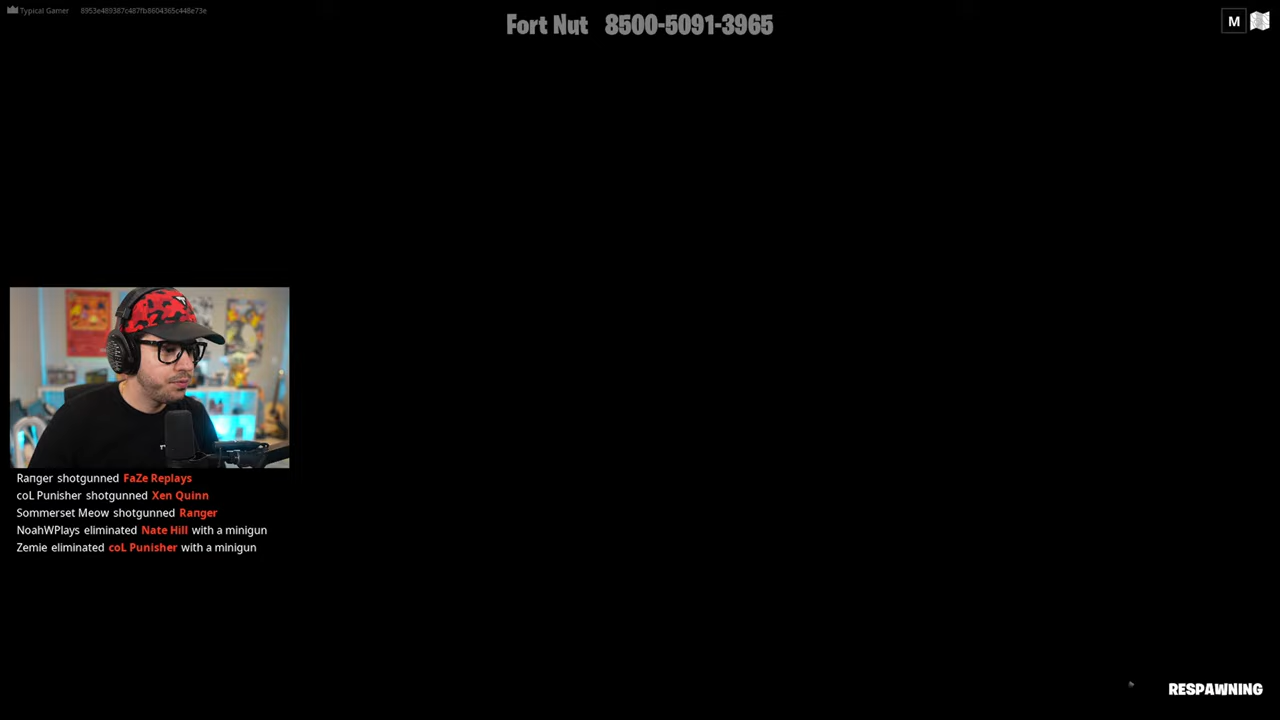 Typical Gamer 8953e489387c487fb8604365c448e73e
Fort Nut 8500-5091-3965
M
Ranger shotgunned FaZe Replays
coL Punisher shotgunned Xen Quinn
Sommerset Meow shotgunned Ranger
NoahWPlays eliminated Nate Hill with a minigun
Zemie eliminated coL Punisher with a minigun
RESPAWNING